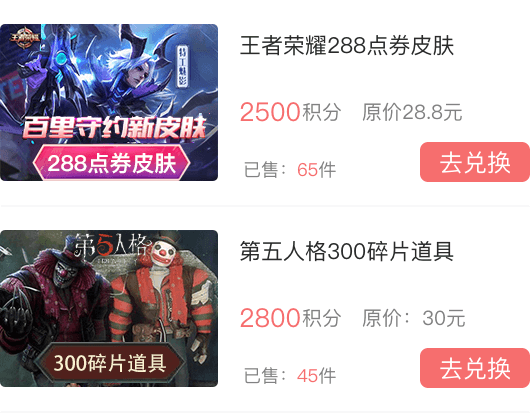 王者荣耀
特工魅影
百里守约新皮肤
288点券皮肤
王者荣耀288点券皮肤
2500积分 原价28.8元
已售：65件
去兑换
第五人格
300碎片道具
第五人格300碎片道具
2800积分 原价：30元
已售：45件
去兑换